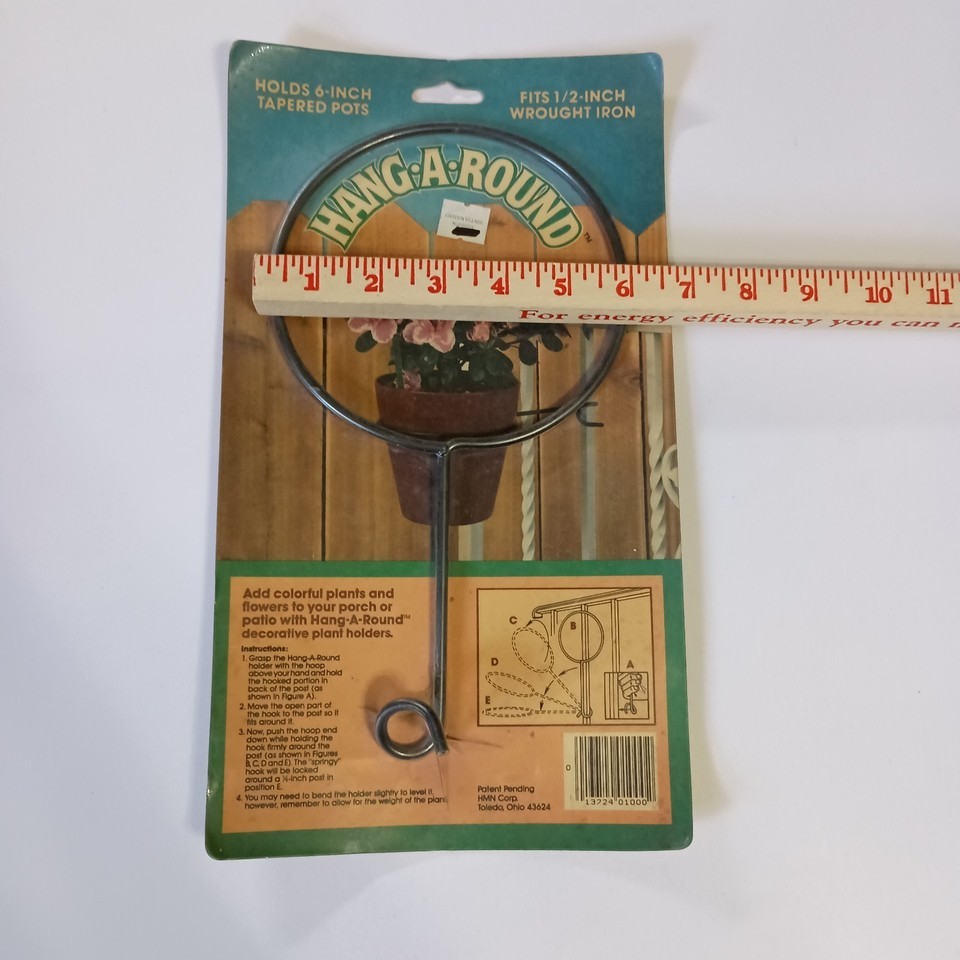 HOLDS 6-INCH
TAPERED POTS
FITS 1/2-INCH
WROUGHT IRON
HANG·A·ROUND™
1 2 3 4 5 6 7 8 9 10 11
For energy efficiency you can
Add colorful plants and
flowers to your porch or
patio with Hang-A-Round™
decorative plant holders.
Instructions:
1. Grasp the Hang-A-Round
holder with the hoop
above your hand and hold
the hooked portion in
back of the post (as
shown in Figure A).
2. Move the open part of
the hook to the post so it
fits around it.
3. Now, push the hoop end
down while holding the
hook firmly around the
post (as shown in Figures
B, C, D and E). The "springy"
hook will be locked
around a ½-inch post in
position E.
4. You may need to bend the holder slightly to level it,
however, remember to allow for the weight of the plant.
C
B
D
A
E
Patent Pending
HMN Corp.
Toledo, Ohio 43624
0 13724 01000